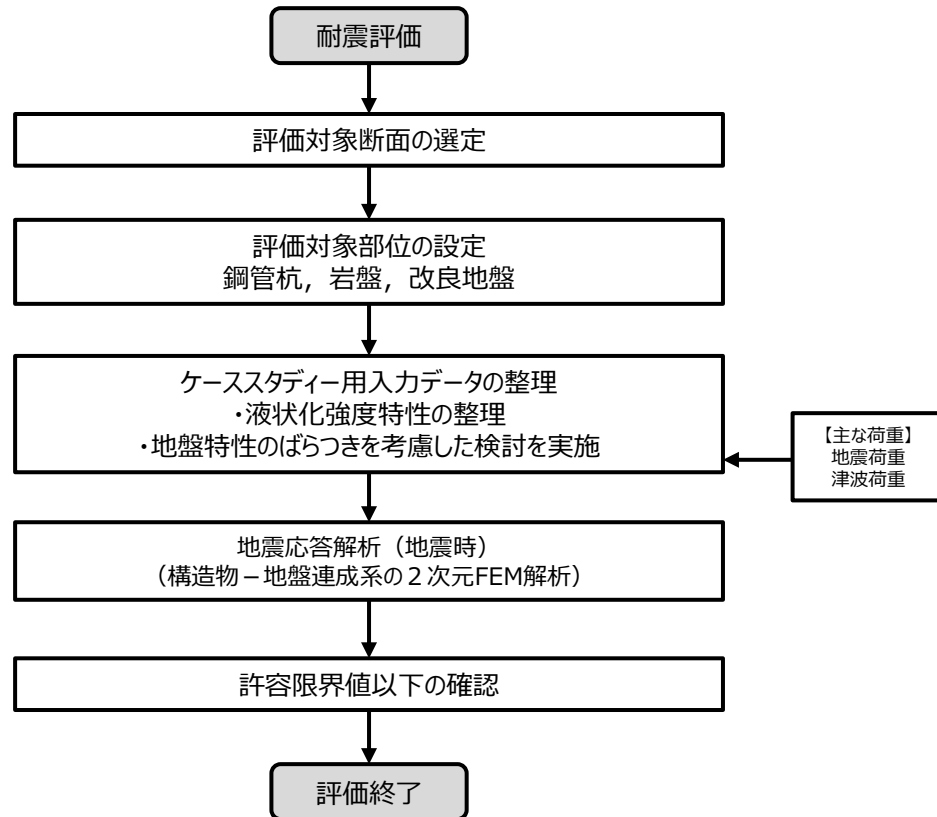 耐震評価
評価対象断面の選定
評価対象部位の設定
鋼管杭，岩盤，改良地盤
ケーススタディー用入力データの整理
・液状化強度特性の整理
・地盤特性のばらつきを考慮した検討を実施
【主な荷重】
地震荷重
津波荷重
地震応答解析（地震時）
（構造物－地盤連成系の２次元FEM解析）
許容限界値以下の確認
評価終了